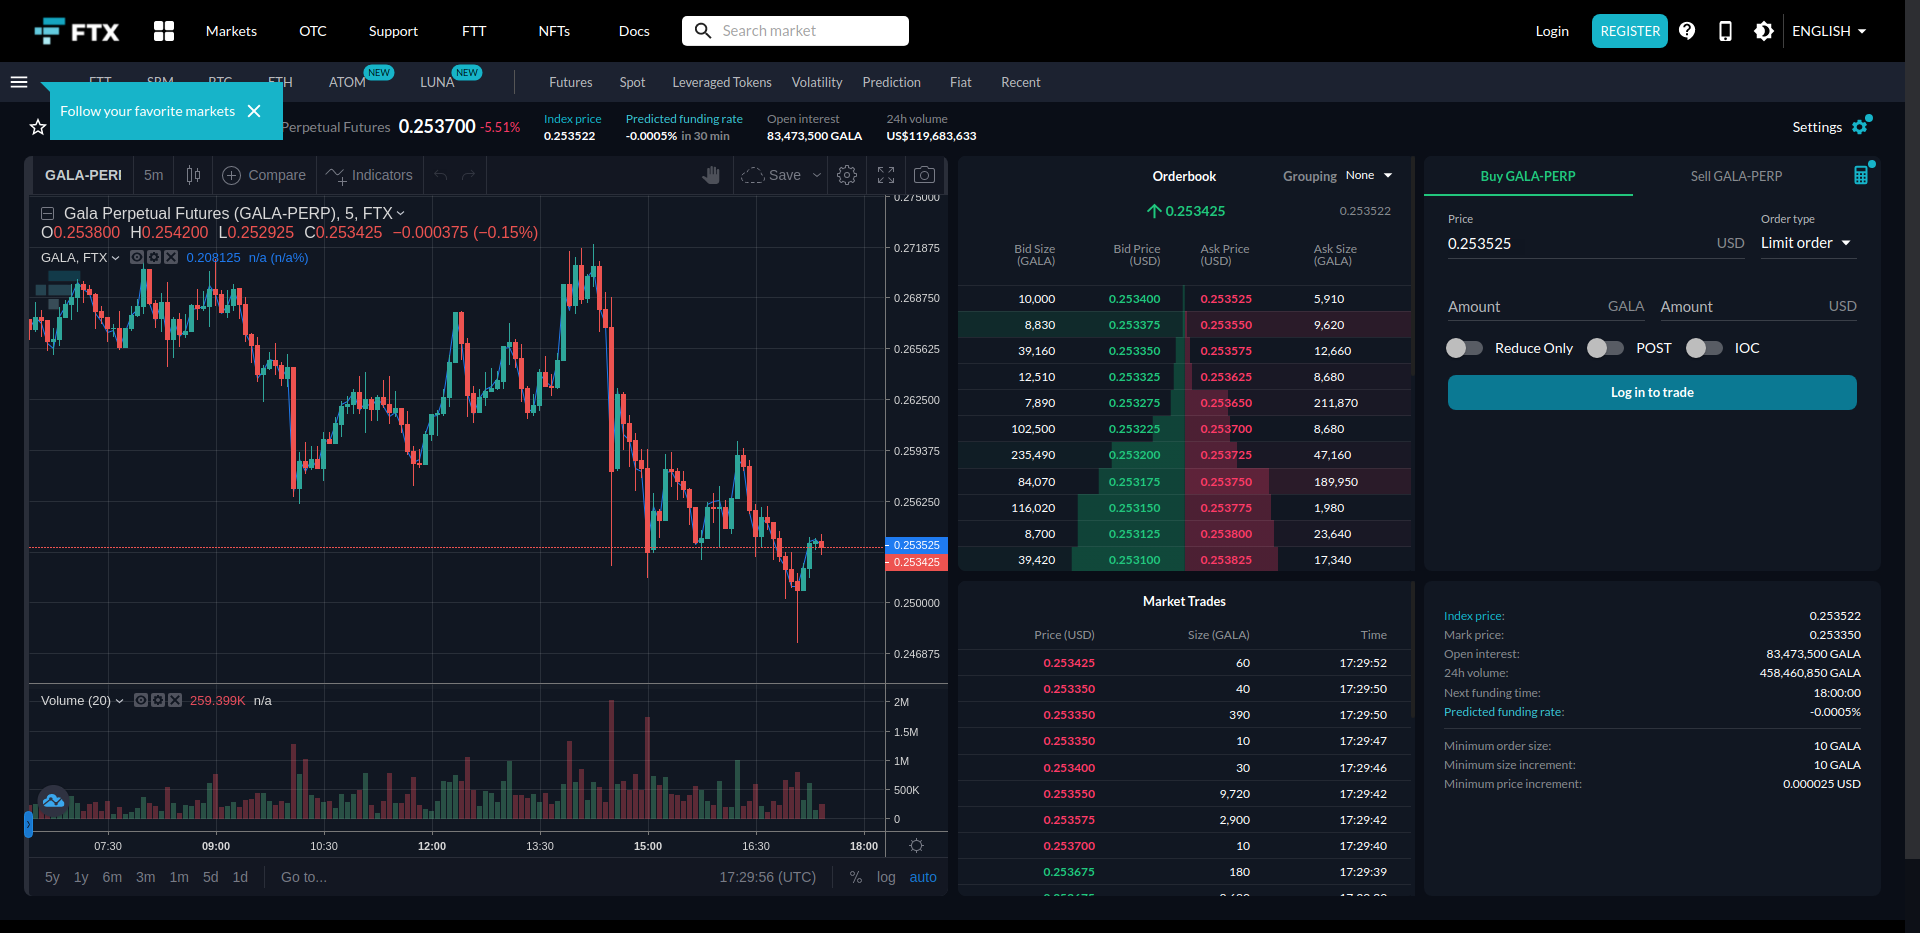 FTX
Markets OTC Support FTT NFTs Docs Search market Login REGISTER ENGLISH
ATOM NEW LUNA NEW Futures Spot Leveraged Tokens Volatility Prediction Fiat Recent
Follow your favorite markets
Perpetual Futures 0.253700 -5.51%
Index price 0.253522
Predicted funding rate -0.0005% in 30 min
Open interest 83,473,500 GALA
24h volume US$119,683,633
Settings
GALA-PERI 5m Compare Indicators Save
Gala Perpetual Futures (GALA-PERP), 5, FTX
O0.253800 H0.254200 L0.252925 C0.253425 −0.000375 (−0.15%)
GALA, FTX 0.208125 n/a (n/a%)
0.275000
0.271875
0.268750
0.265625
0.262500
0.259375
0.256250
0.253525
0.253425
0.250000
0.246875
Volume (20) 259.399K n/a
2M
1.5M
1M
500K
0
07:30 09:00 10:30 12:00 13:30 15:00 16:30 18:00
5y 1y 6m 3m 1m 5d 1d Go to... 17:29:56 (UTC) % log auto
Orderbook Grouping None
0.253425 0.253522
Bid Size (GALA) Bid Price (USD) Ask Price (USD) Ask Size (GALA)
10,000 0.253400 0.253525 5,910
8,830 0.253375 0.253550 9,620
39,160 0.253350 0.253575 12,660
12,510 0.253325 0.253625 8,680
7,890 0.253275 0.253650 211,870
102,500 0.253225 0.253700 8,680
235,490 0.253200 0.253725 47,160
84,070 0.253175 0.253750 189,950
116,020 0.253150 0.253775 1,980
8,700 0.253125 0.253800 23,640
39,420 0.253100 0.253825 17,340
Market Trades
Price (USD) Size (GALA) Time
0.253425 60 17:29:52
0.253350 40 17:29:50
0.253350 390 17:29:50
0.253350 10 17:29:47
0.253400 30 17:29:46
0.253550 9,720 17:29:42
0.253575 2,900 17:29:42
0.253700 10 17:29:40
0.253675 180 17:29:39
Buy GALA-PERP Sell GALA-PERP
Price Order type
0.253525 USD Limit order
Amount GALA Amount USD
Reduce Only POST IOC
Log in to trade
Index price: 0.253522
Mark price: 0.253350
Open interest: 83,473,500 GALA
24h volume: 458,460,850 GALA
Next funding time: 18:00:00
Predicted funding rate: -0.0005%
Minimum order size: 10 GALA
Minimum size increment: 10 GALA
Minimum price increment: 0.000025 USD